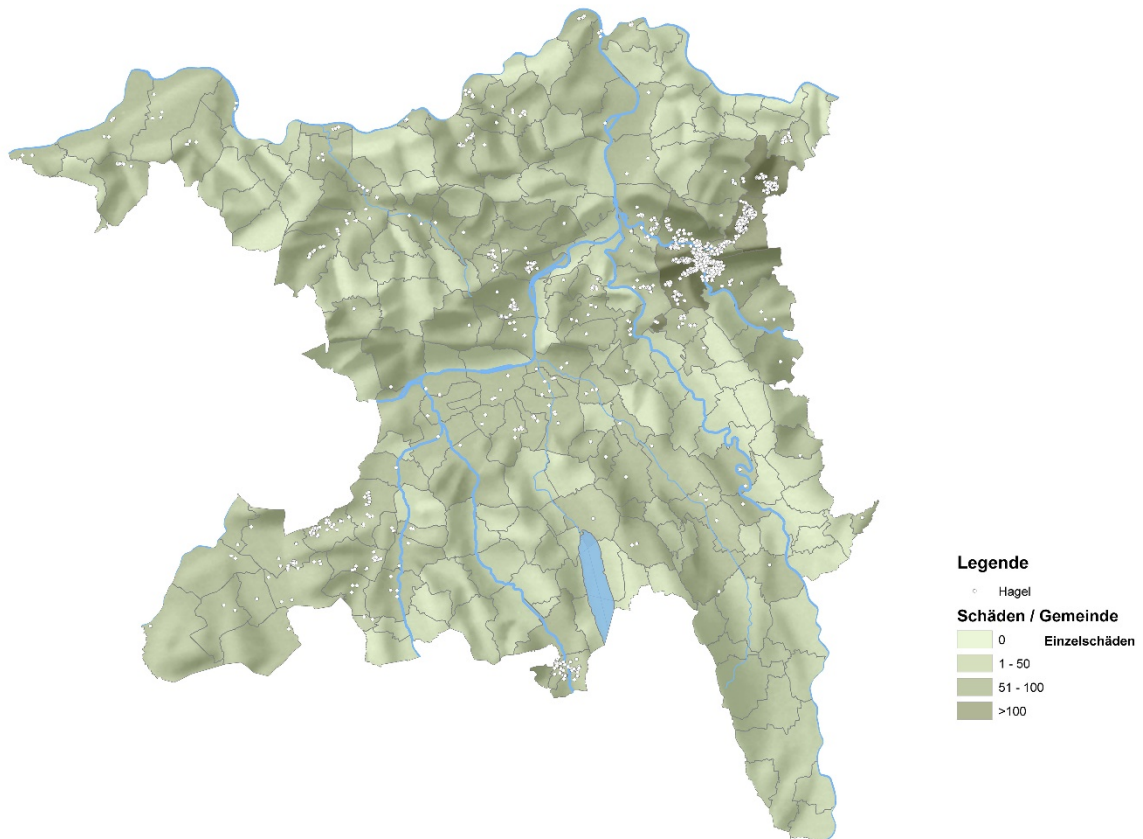 Legende
Hagel
Schäden / Gemeinde
0 Einzelschäden
1 - 50
51 - 100
>100